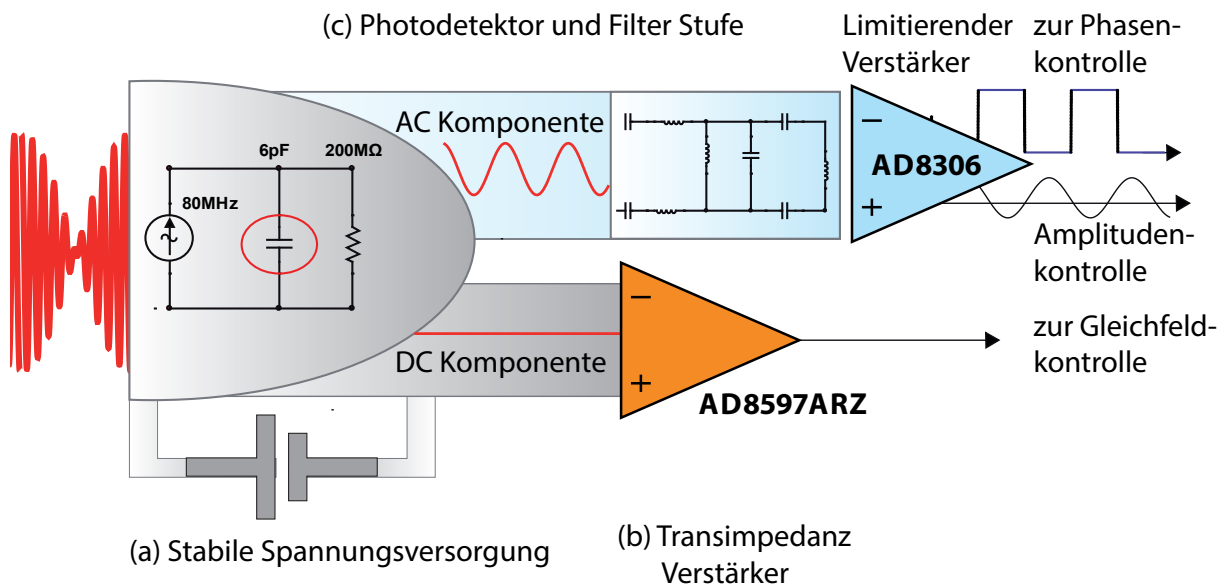 (c) Photodetektor und Filter Stufe
Limitierender
Verstärker
zur Phasen-
kontrolle
AC Komponente
6pF
200MΩ
80MHz
AD8306
Amplituden-
kontrolle
DC Komponente
zur Gleichfeld-
kontrolle
AD8597ARZ
(a) Stabile Spannungsversorgung
(b) Transimpedanz
Verstärker